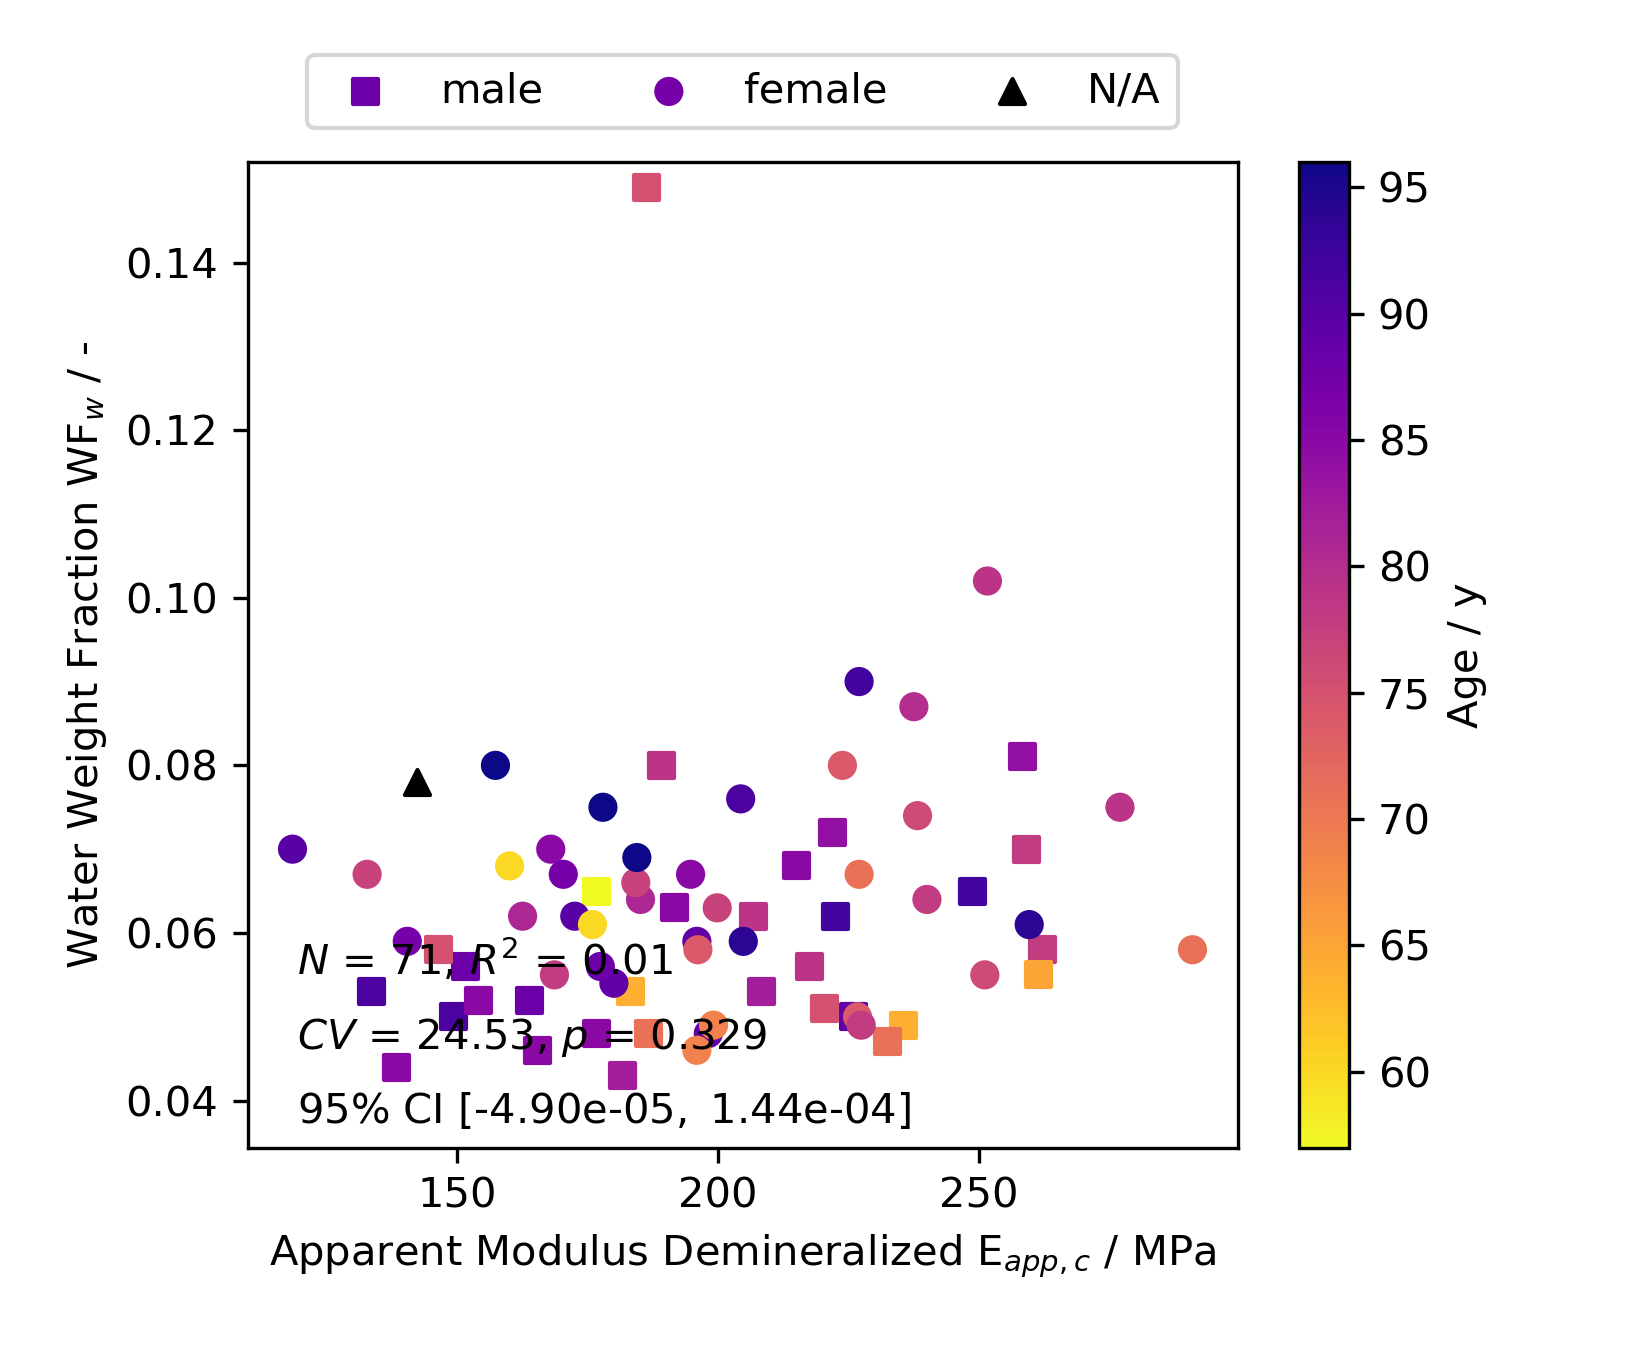 male female N/A
0.14
0.12
0.10
0.08
0.06
0.04
Water Weight Fraction WF_w / -
N = 71, R² = 0.01
CV = 24.53, p = 0.329
95% CI [-4.90e-05, 1.44e-04]
150 200 250
Apparent Modulus Demineralized E_app,c / MPa
95
90
85
80
75
70
65
60
Age / y